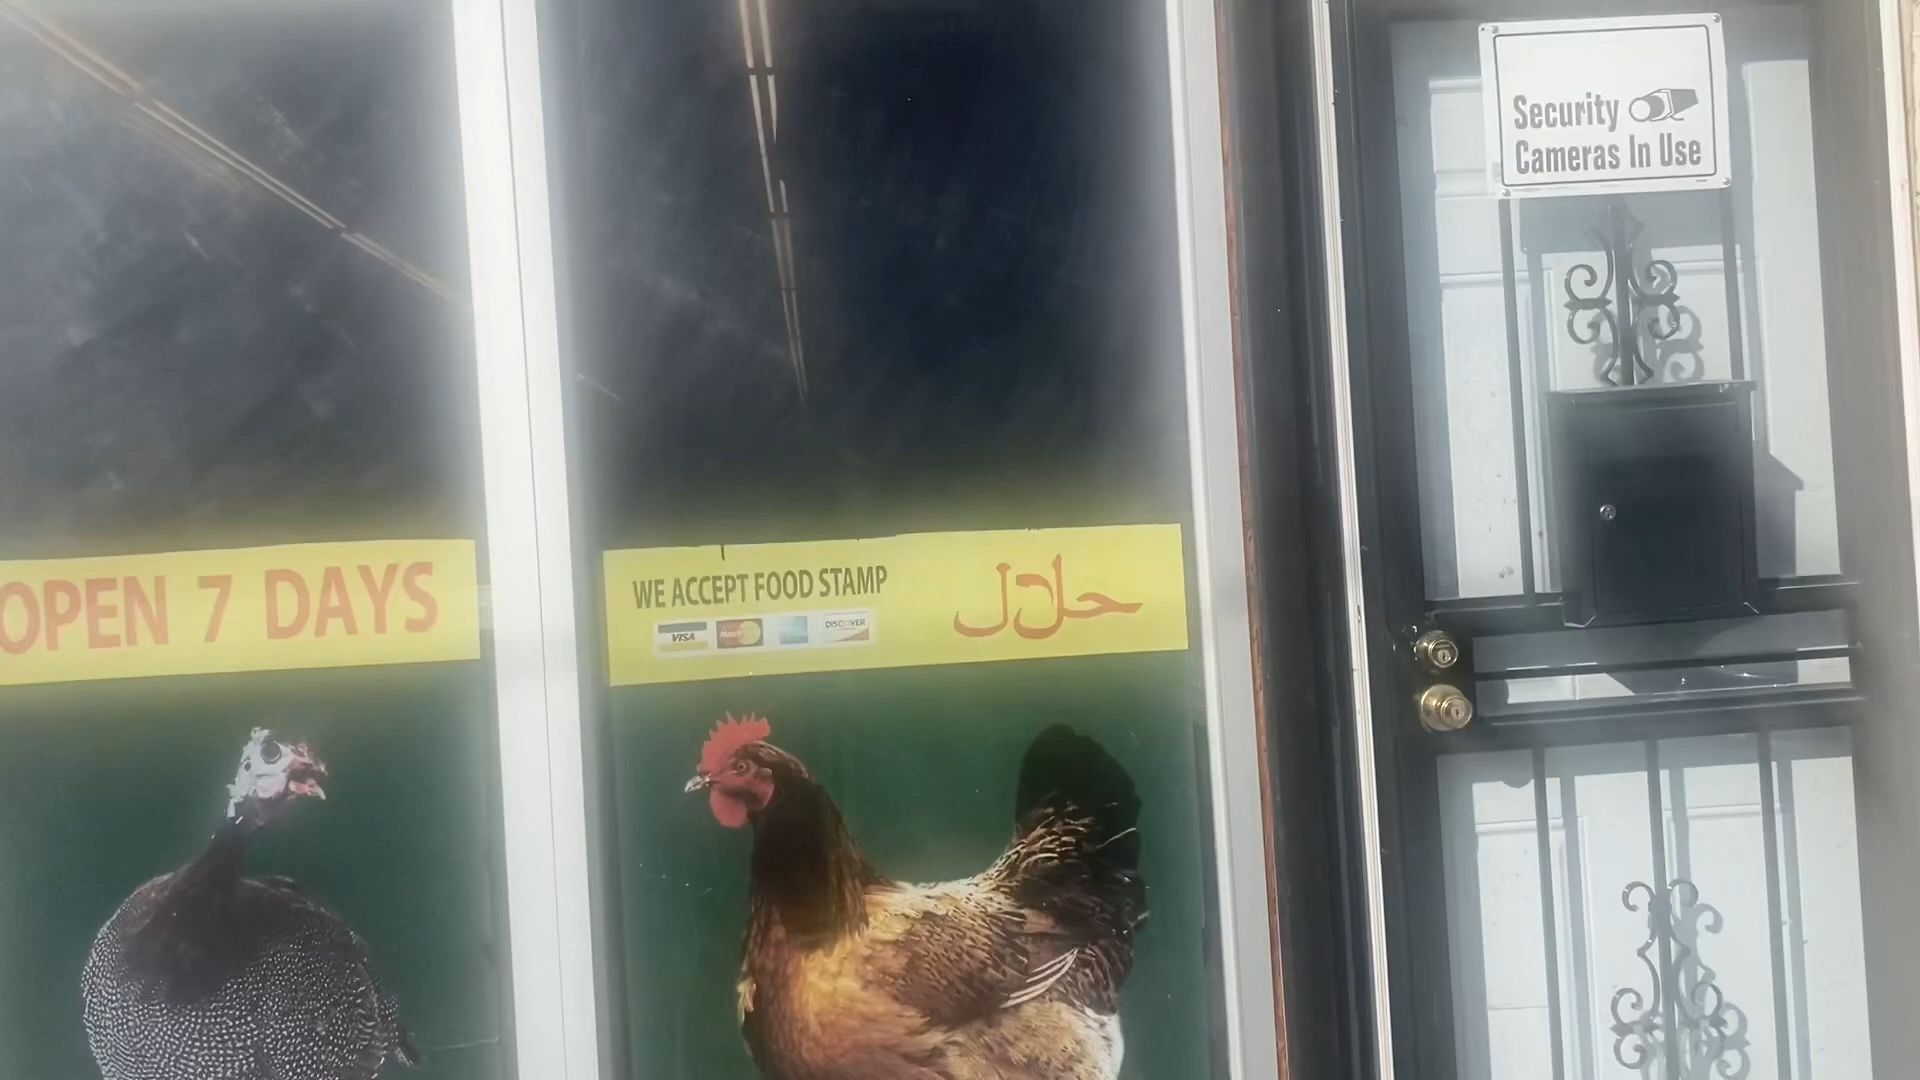 Security
Cameras In Use
OPEN 7 DAYS
WE ACCEPT FOOD STAMP
VISA
DISCOVER
حلال